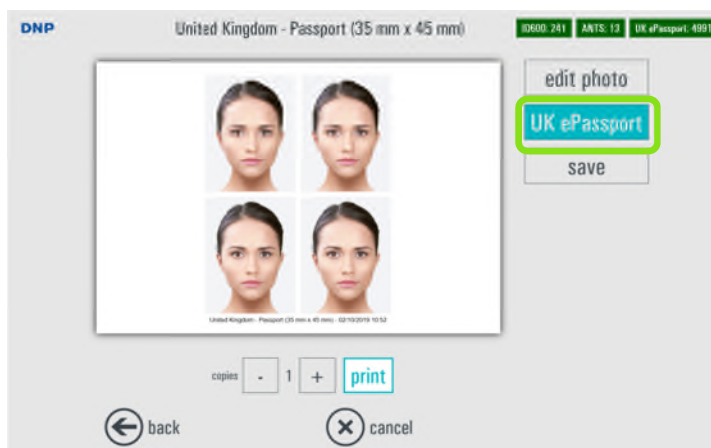 DNP
United Kingdom - Passport (35 mm x 45 mm)
ID600: 241
ANTS: 13
UK ePassport: 4991
edit photo
UK ePassport
save
United Kingdom - Passport (35 mm x 45 mm) - 02/10/2019 10:52
copies - 1 + print
back
cancel